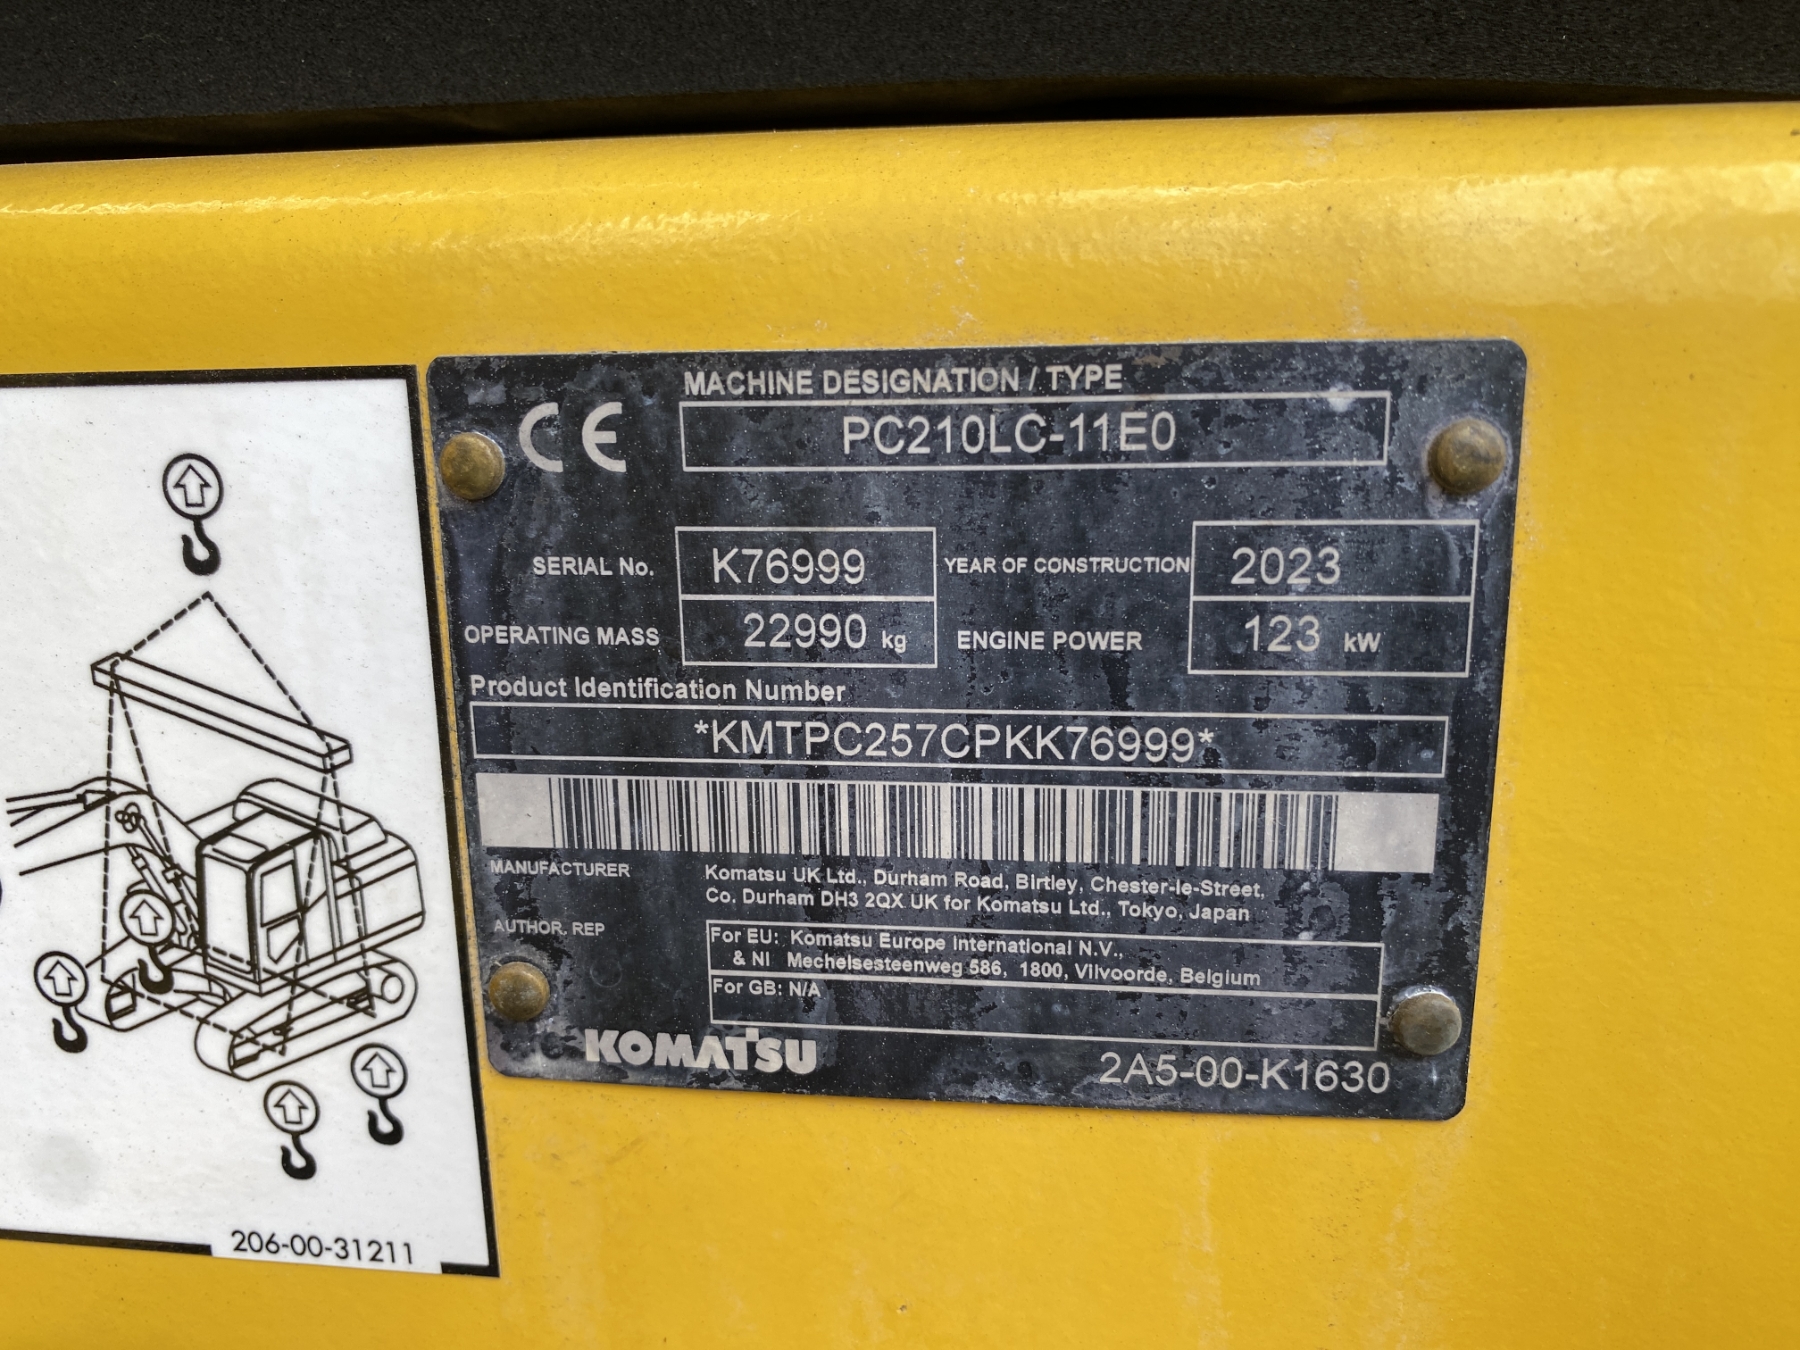 MACHINE DESIGNATION / TYPE
CE
PC210LC-11E0
SERIAL No.
K76999
YEAR OF CONSTRUCTION
2023
OPERATING MASS
22990 kg
ENGINE POWER
123 kW
Product Identification Number
*KMTPC257CPKK76999*
MANUFACTURER
Komatsu UK Ltd., Durham Road, Birtley, Chester-le-Street,
Co. Durham DH3 2QX UK for Komatsu Ltd., Tokyo, Japan
AUTHOR. REP
For EU: Komatsu Europe International N.V.,
& NI Mechelsesteenweg 586, 1800, Vilvoorde, Belgium
For GB: N/A
KOMATSU
2A5-00-K1630
206-00-31211